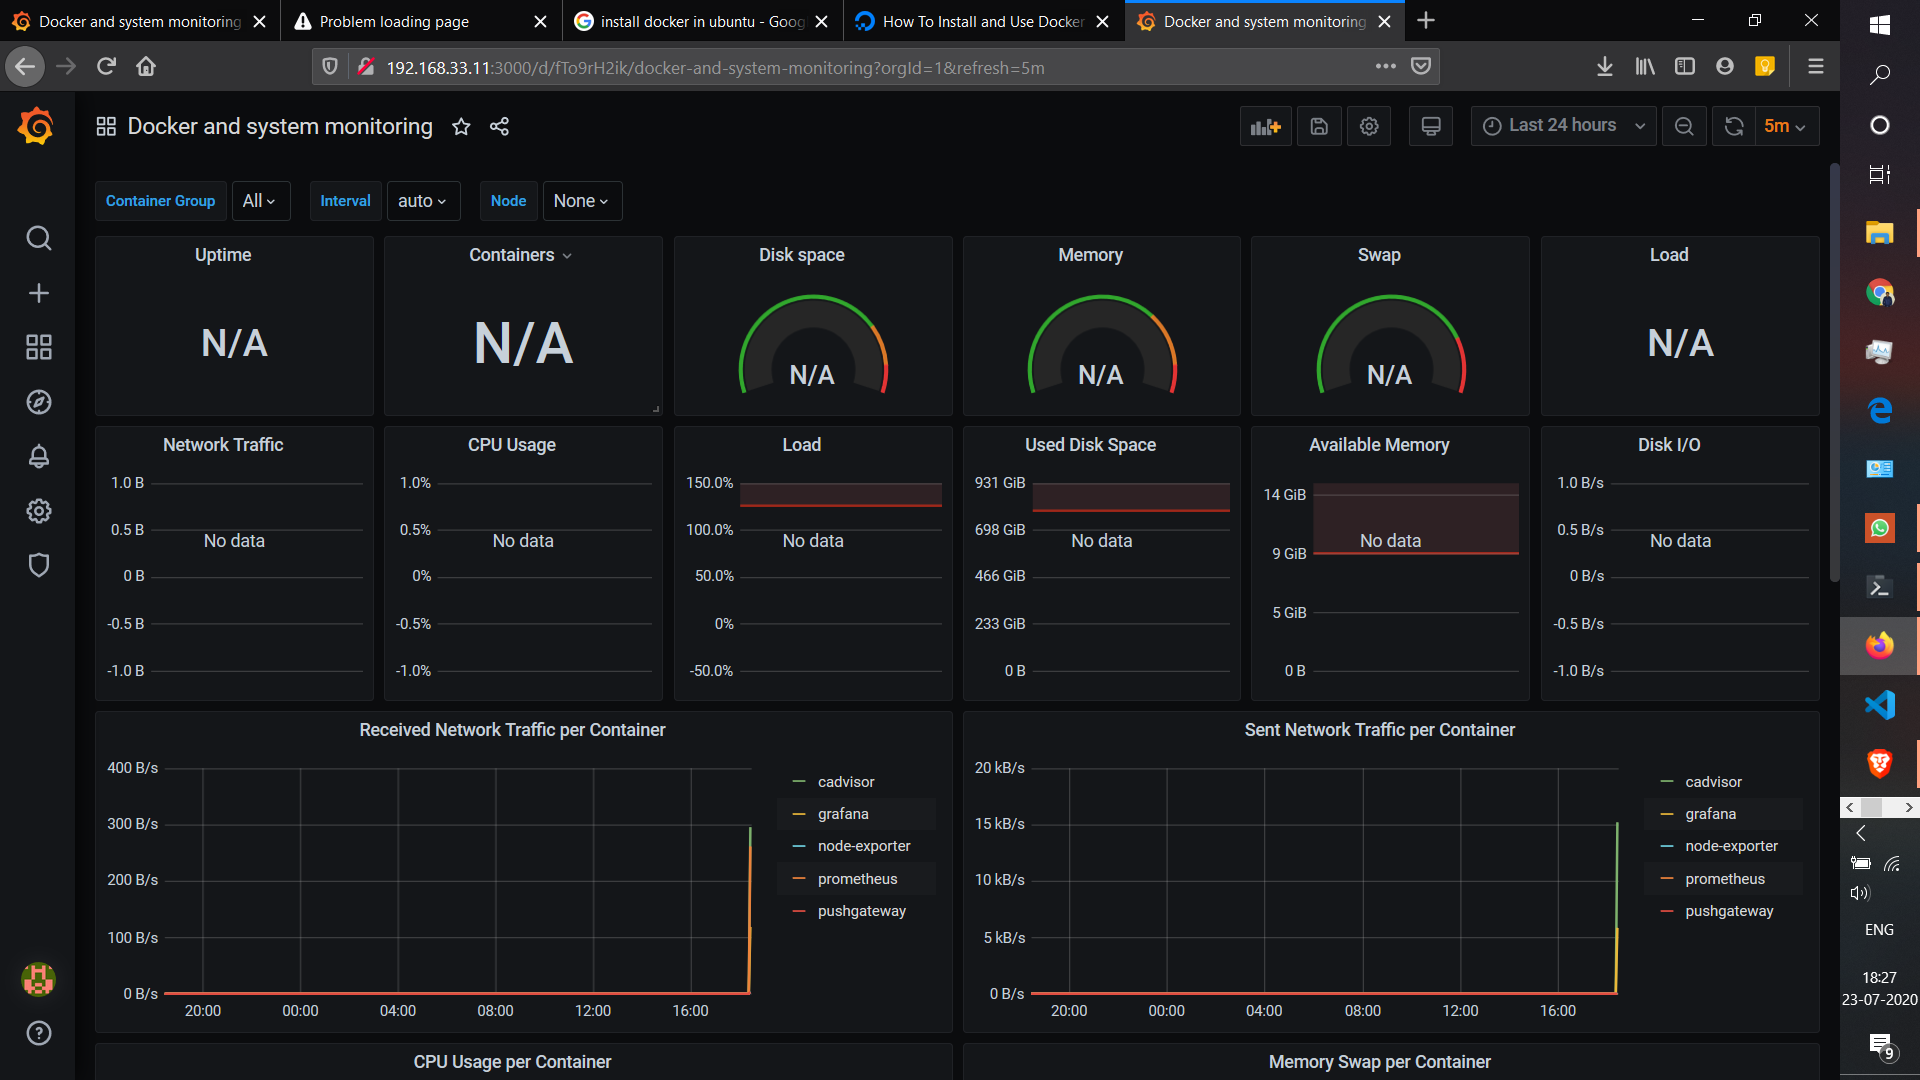 Docker and system monitoring
Problem loading page
install docker in ubuntu - Goog
How To Install and Use Docker
Docker and system monitoring
192.168.33.11:3000/d/fTo9rH2ik/docker-and-system-monitoring?orgId=1&refresh=5m
Docker and system monitoring
Last 24 hours
5m
Container Group
All
Interval
auto
Node
None
Uptime
N/A
Containers
N/A
Disk space
N/A
Memory
N/A
Swap
N/A
Load
N/A
Network Traffic
1.0 B
0.5 B
No data
0 B
-0.5 B
-1.0 B
CPU Usage
1.0%
0.5%
No data
0%
-0.5%
-1.0%
Load
150.0%
100.0%
No data
50.0%
0%
-50.0%
Used Disk Space
931 GiB
698 GiB
No data
466 GiB
233 GiB
0 B
Available Memory
14 GiB
No data
9 GiB
5 GiB
0 B
Disk I/O
1.0 B/s
0.5 B/s
No data
0 B/s
-0.5 B/s
-1.0 B/s
Received Network Traffic per Container
400 B/s
300 B/s
200 B/s
100 B/s
0 B/s
20:00 00:00 04:00 08:00 12:00 16:00
cadvisor
grafana
node-exporter
prometheus
pushgateway
Sent Network Traffic per Container
20 kB/s
15 kB/s
10 kB/s
5 kB/s
0 B/s
20:00 00:00 04:00 08:00 12:00 16:00
cadvisor
grafana
node-exporter
prometheus
pushgateway
CPU Usage per Container
Memory Swap per Container
ENG
18:27
23-07-2020
9